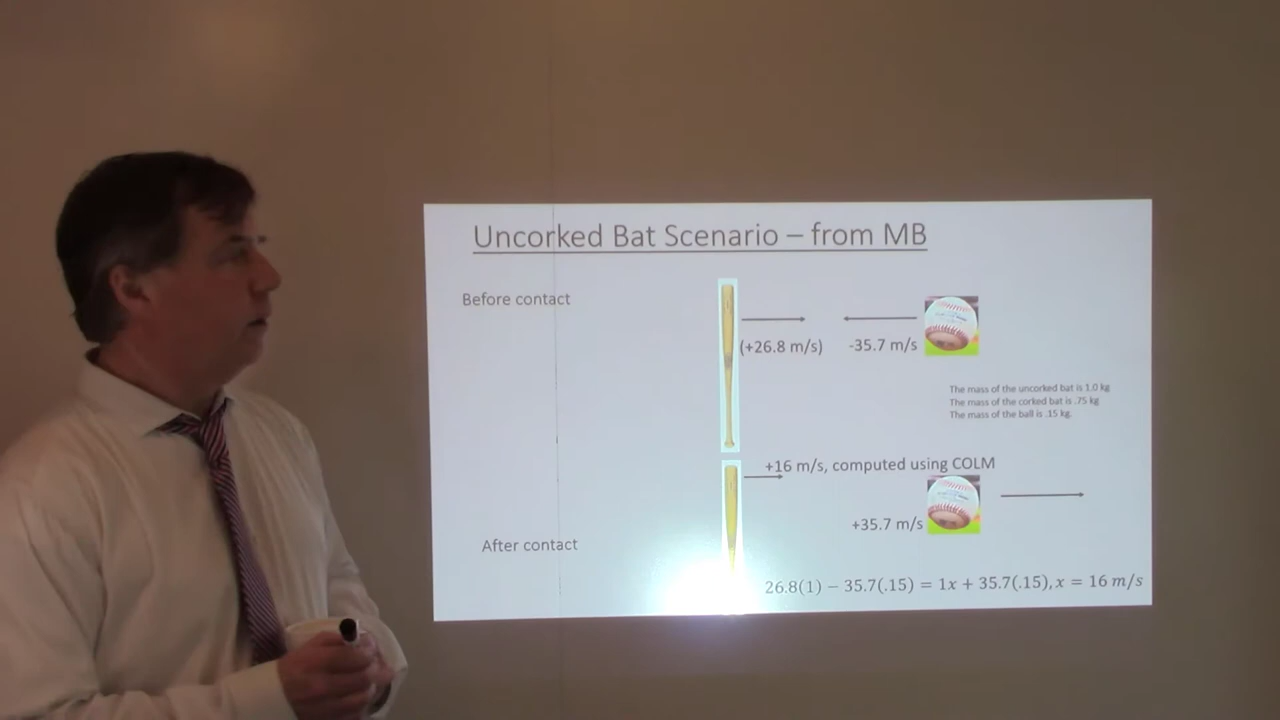 Uncorked Bat Scenario – from MB
Before contact
(+26.8 m/s)
-35.7 m/s
The mass of the uncorked bat is 1.0 kg
The mass of the corked bat is .75 kg
The mass of the ball is .15 kg.
+16 m/s, computed using COLM
+35.7 m/s
After contact
26.8(1) − 35.7(.15) = 1x + 35.7(.15), x = 16 m/s